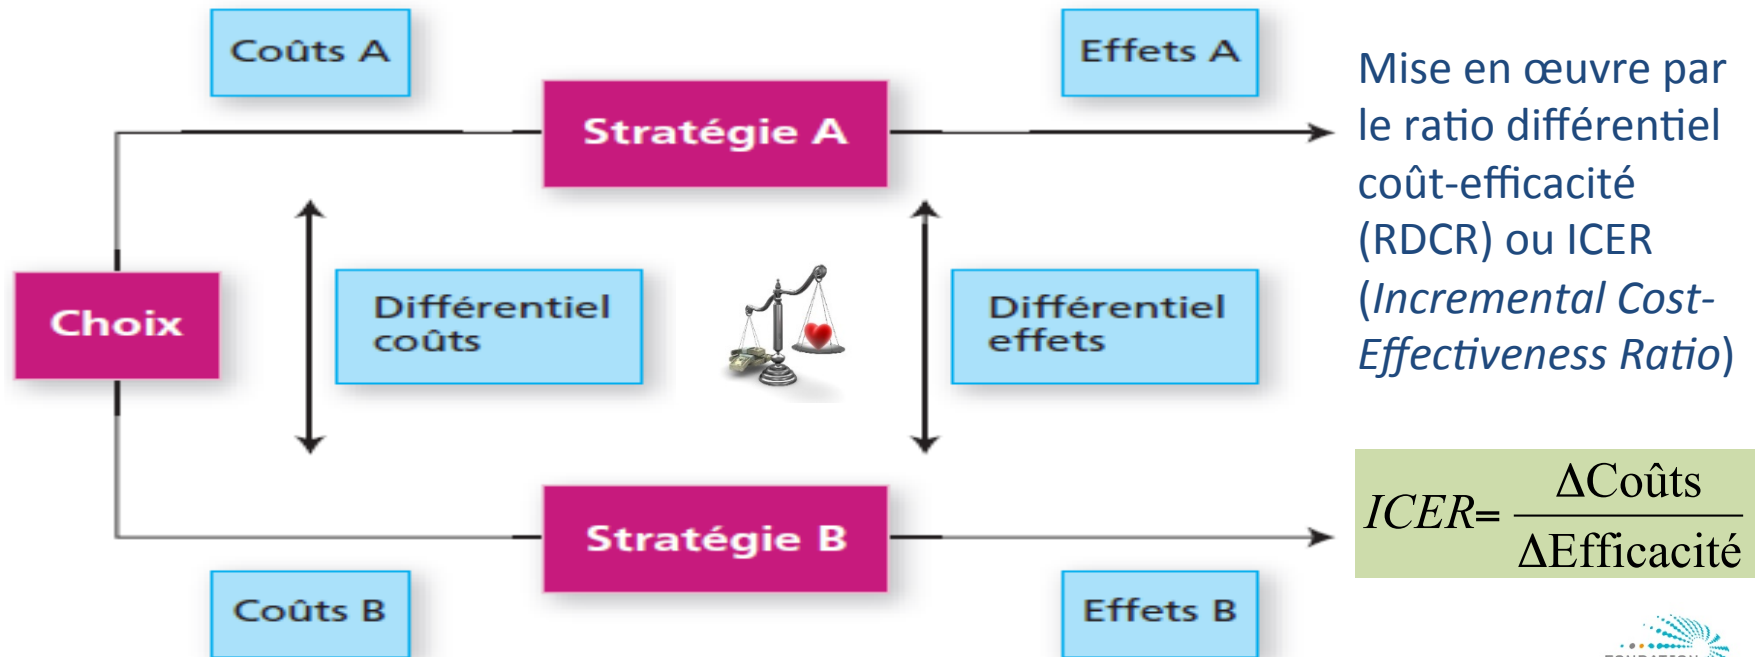 Coûts A
Effets A
Stratégie A
Choix
Différentiel
coûts
Différentiel
effets
Stratégie B
Coûts B
Effets B
Mise en œuvre par
le ratio différentiel
coût-efficacité
(RDCR) ou ICER
(Incremental Cost-
Effectiveness Ratio)
ICER= ΔCoûts
ΔEfficacité